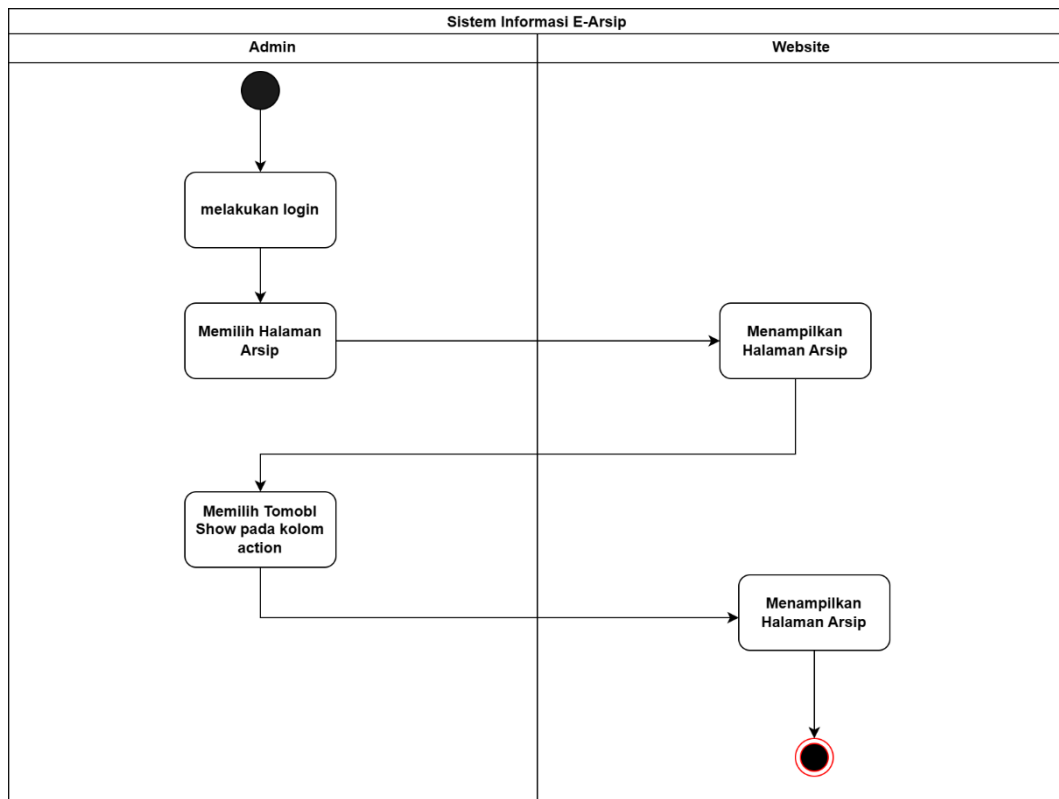 Sistem Informasi E-Arsip
Admin
Website
melakukan login
Memilih Halaman
Arsip
Menampilkan
Halaman Arsip
Memilih Tomobl
Show pada kolom
action
Menampilkan
Halaman Arsip